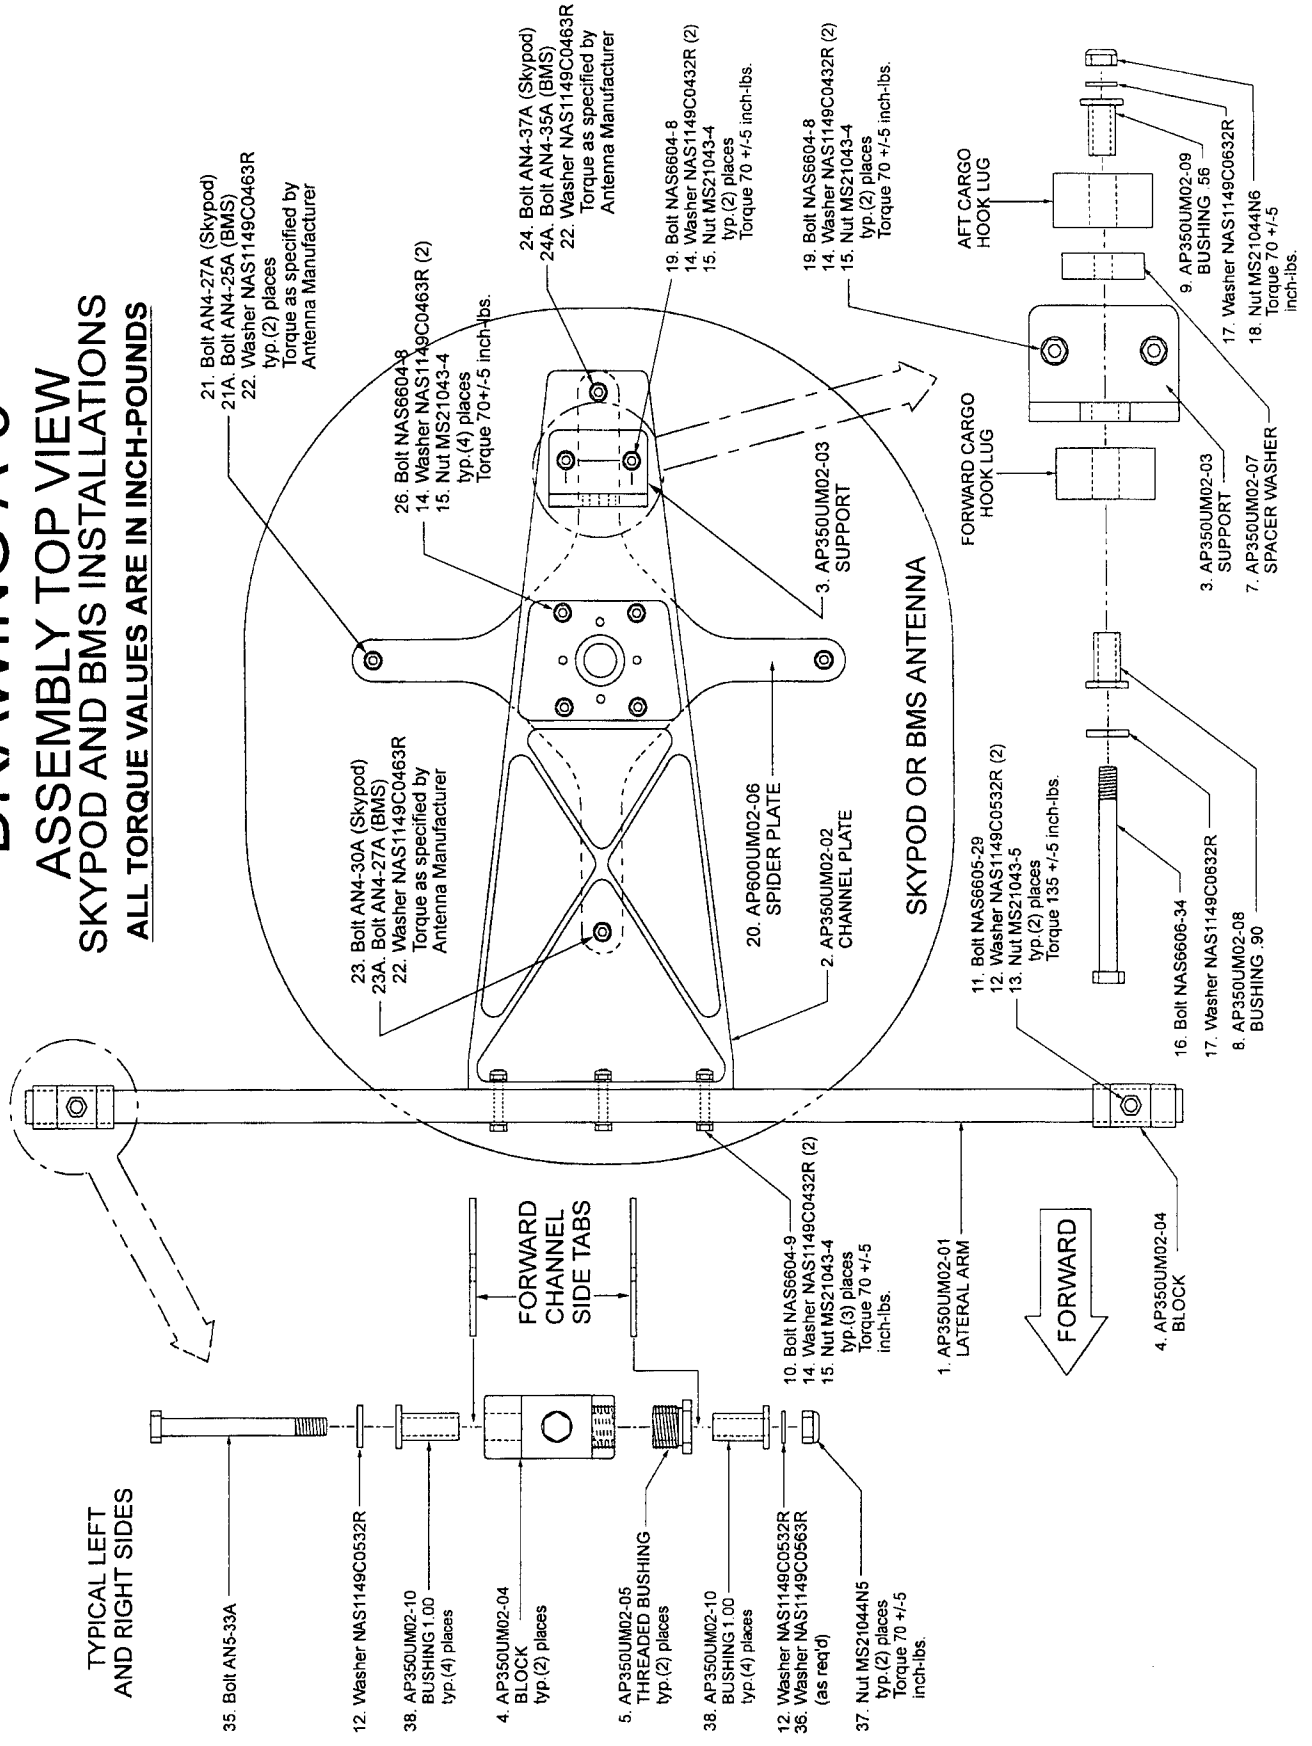 ASSEMBLY TOP VIEW
SKYPOD AND BMS INSTALLATIONS
ALL TORQUE VALUES ARE IN INCH-POUNDS
TYPICAL LEFT
AND RIGHT SIDES
35. Bolt AN5-33A
12. Washer NAS1149C0532R
38. AP350UM02-10
BUSHING 1.00
typ.(4) places
4. AP350UM02-04
BLOCK
typ.(2) places
5. AP350UM02-05
THREADED BUSHING
typ.(2) places
38. AP350UM02-10
BUSHING 1.00
typ.(4) places
12. Washer NAS1149C0532R
36. Washer NAS1149C0563R
(as req'd)
37. Nut MS21044N5
typ.(2) places
Torque 70 +/-5
inch-lbs.
FORWARD
CHANNEL
SIDE TABS
10. Bolt NAS6604-9
14. Washer NAS1149C0432R (2)
15. Nut MS21043-4
typ.(3) places
Torque 70 +/-5
inch-lbs.
1. AP350UM02-01
LATERAL ARM
FORWARD
4. AP350UM02-04
BLOCK
21. Bolt AN4-27A (Skypod)
21A. Bolt AN4-25A (BMS)
22. Washer NAS1149C0463R
typ.(2) places
Torque as specified by
Antenna Manufacturer
23. Bolt AN4-30A (Skypod)
23A. Bolt AN4-27A (BMS)
22. Washer NAS1149C0463R
Torque as specified by
Antenna Manufacturer
26. Bolt NAS6604-8
14. Washer NAS1149C0463R (2)
15. Nut MS21043-4
typ.(4) places
Torque 70+/-5 inch-lbs.
24. Bolt AN4-37A (Skypod)
24A. Bolt AN4-35A (BMS)
22. Washer NAS1149C0463R
Torque as specified by
Antenna Manufacturer
19. Bolt NAS6604-8
14. Washer NAS1149C0432R (2)
15. Nut MS21043-4
typ.(2) places
Torque 70 +/-5 inch-lbs.
20. AP600UM02-06
SPIDER PLATE
2. AP350UM02-02
CHANNEL PLATE
3. AP350UM02-03
SUPPORT
SKYPOD OR BMS ANTENNA
11. Bolt NAS6605-29
12. Washer NAS1149C0532R (2)
13. Nut MS21043-5
typ.(2) places
Torque 135 +/-5 inch-lbs.
19. Bolt NAS6604-8
14. Washer NAS1149C0432R (2)
15. Nut MS21043-4
typ.(2) places
Torque 70 +/-5 inch-lbs.
FORWARD CARGO
HOOK LUG
AFT CARGO
HOOK LUG
16. Bolt NAS6606-34
17. Washer NAS1149C0632R
8. AP350UM02-08
BUSHING .90
3. AP350UM02-03
SUPPORT
7. AP350UM02-07
SPACER WASHER
9. AP350UM02-09
BUSHING .56
17. Washer NAS1149C0632R
18. Nut MS21044N6
Torque 70 +/-5
inch-lbs.